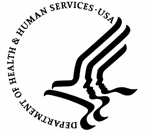 DEPARTMENT OF HEALTH & HUMAN SERVICES · USA